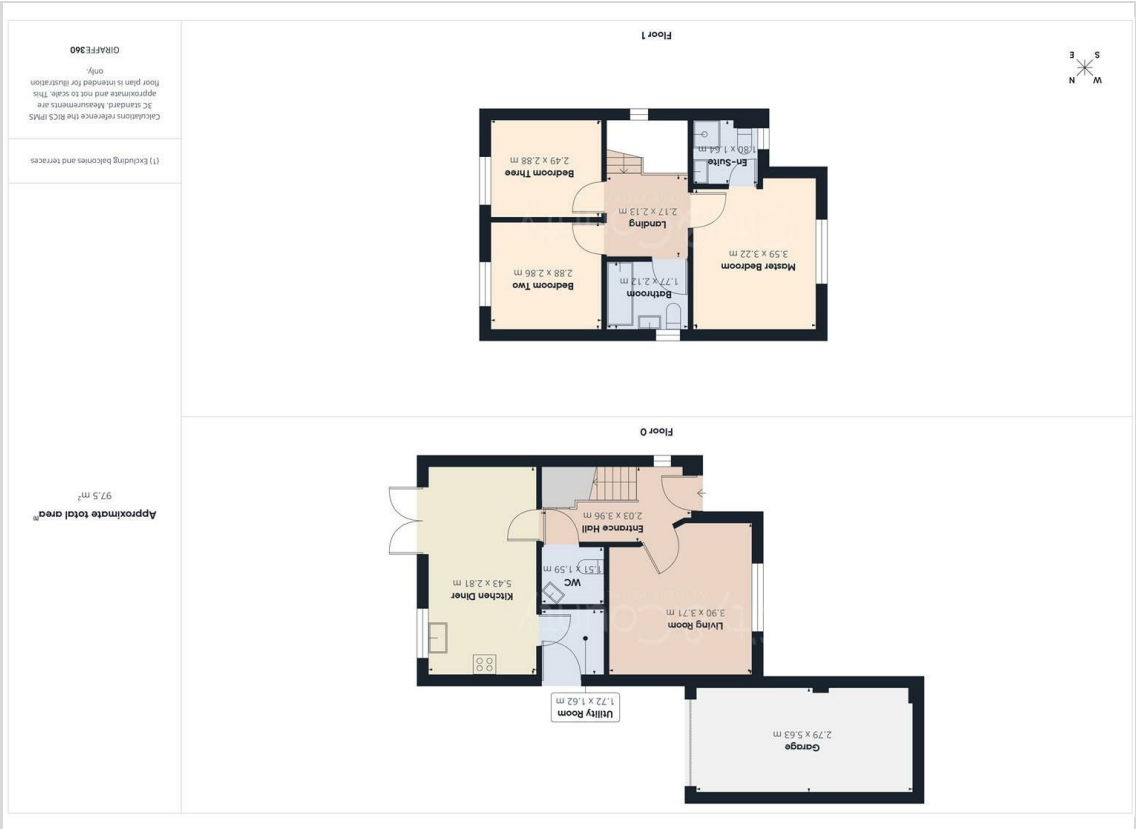 Floor 0
Garage
2.79 x 5.63 m
Utility Room
1.72 x 1.62 m
Living Room
3.90 x 3.71 m
WC
1.51 x 1.59 m
Kitchen Diner
5.43 x 2.81 m
Entrance Hall
2.03 x 3.96 m
Floor 1
Master Bedroom
3.59 x 3.22 m
Bathroom
1.77 x 2.12 m
Bedroom Two
2.88 x 2.86 m
Landing
2.17 x 2.13 m
En-Suite
1.80 x 1.64 m
Bedroom Three
2.49 x 2.88 m
W
N
S
E
Approximate total area⁽¹⁾
97.5 m²
(1) Excluding balconies and terraces
Calculations reference the RICS IPMS
3C standard. Measurements are
approximate and not to scale. This
floor plan is intended for illustration
only.
GIRAFFE360